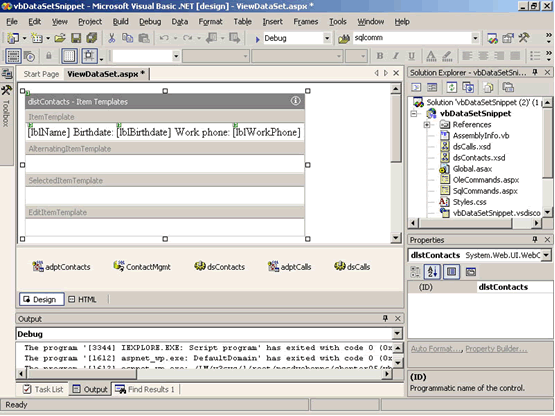 vbDataSetSnippet - Microsoft Visual Basic .NET [design] - ViewDataSet.aspx *
File Edit View Project Build Debug Data Format Table Insert Frames Tools Window Help
Debug sqlcomm
B I U
Start Page ViewDataSet.aspx *
Toolbox
dlstContacts - Item Templates
ItemTemplate
[lblName] Birthdate: [lblBirthdate] Work phone: [lblWorkPhone]
AlternatingItemTemplate
SelectedItemTemplate
EditItemTemplate
adptContacts ContactMgmt dsContacts adptCalls dsCalls
Design HTML
Output
Debug
The program '[3344] IEXPLORE.EXE: Script program' has exited with code 0 (0x
The program '[1612] aspnet_wp.exe: DefaultDomain' has exited with code 0 (0x
Task List Output Find Results 1
Ready
Solution Explorer - vbDataSetSni...
Solution 'vbDataSetSnippet' (2)' (1 p
vbDataSetSnippet
References
AssemblyInfo.vb
dsCalls.xsd
dsContacts.xsd
Global.asax
OleCommands.aspx
SqlCommands.aspx
Styles.css
vbDataSetSnippet.vsdisco
Properties
dlstContacts System.Web.UI.WebC
(ID) dlstContacts
Auto Format..., Property Builder...
(ID)
Programmatic name of the control.